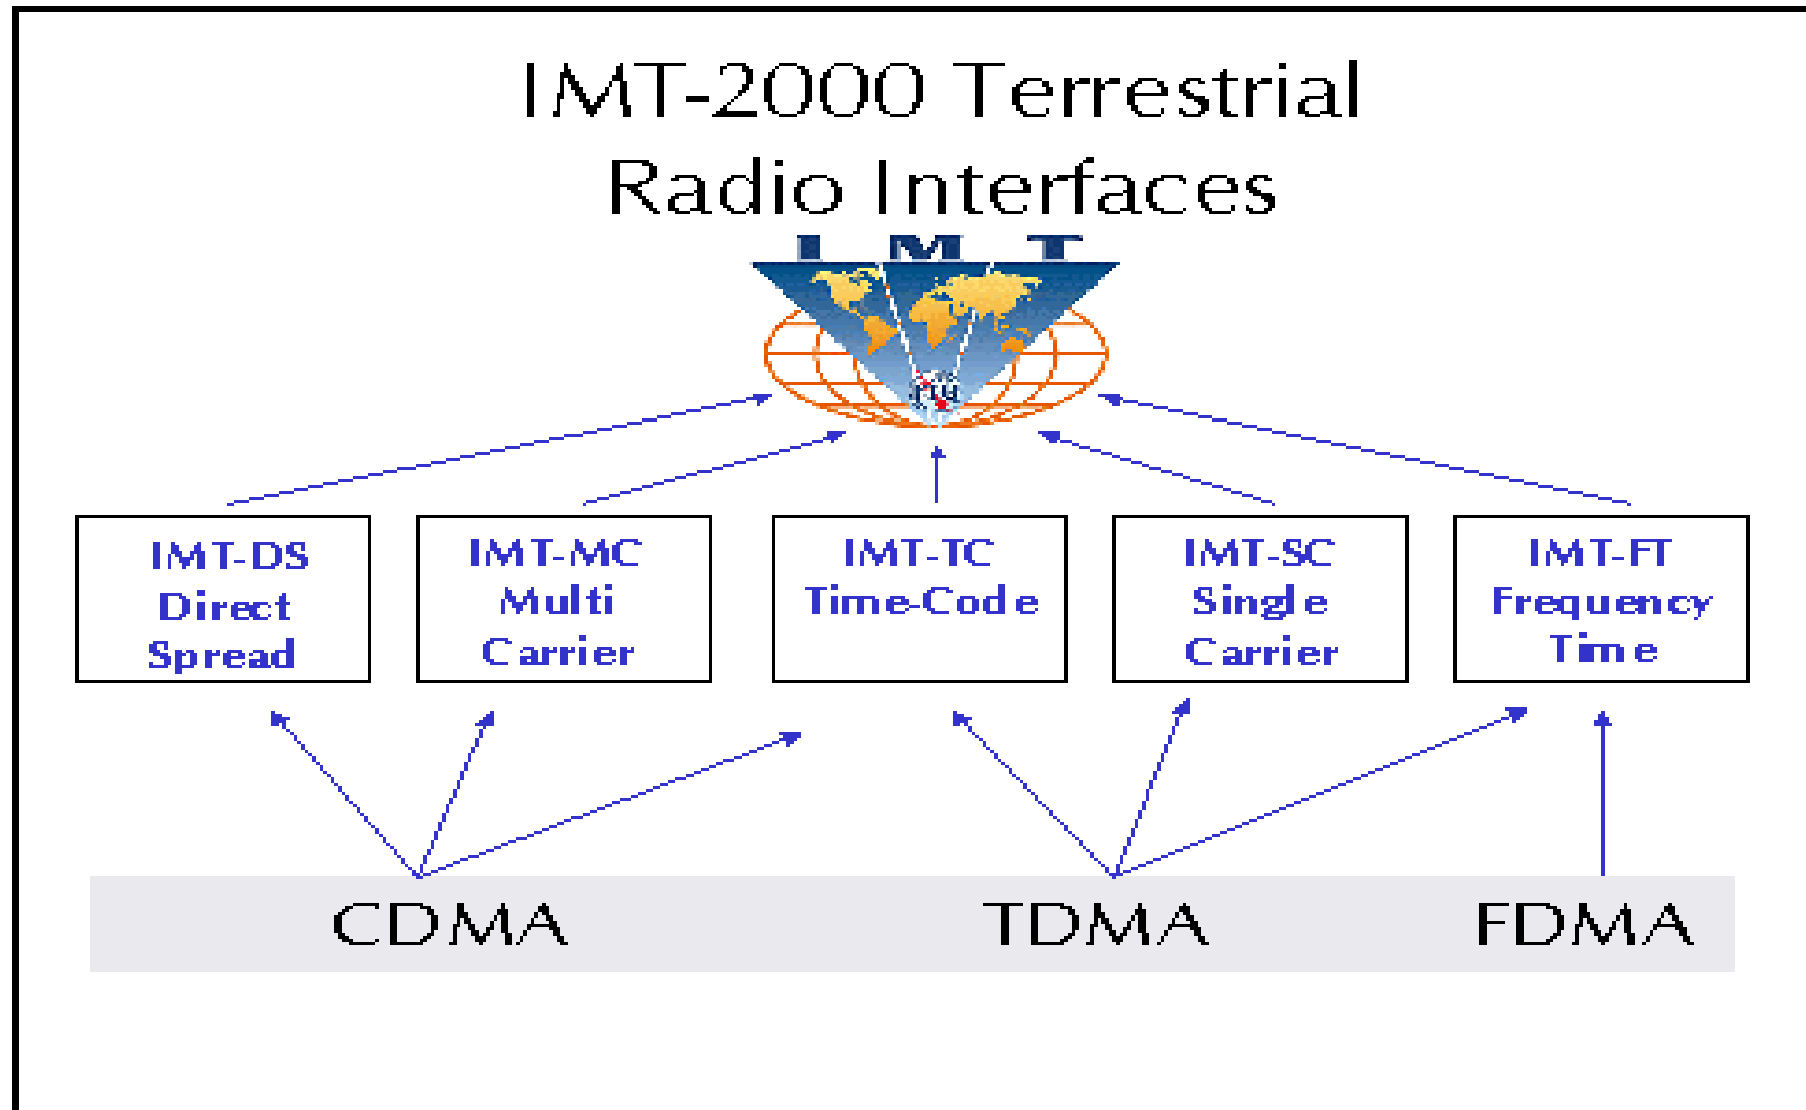 IMT-2000 Terrestrial
Radio Interfaces
I M T
itu
IMT-DS
Direct
Spread
IMT-MC
Multi
Carrier
IMT-TC
Time-Code
IMT-SC
Single
Carrier
IMT-FT
Frequency
Time
CDMA
TDMA
FDMA